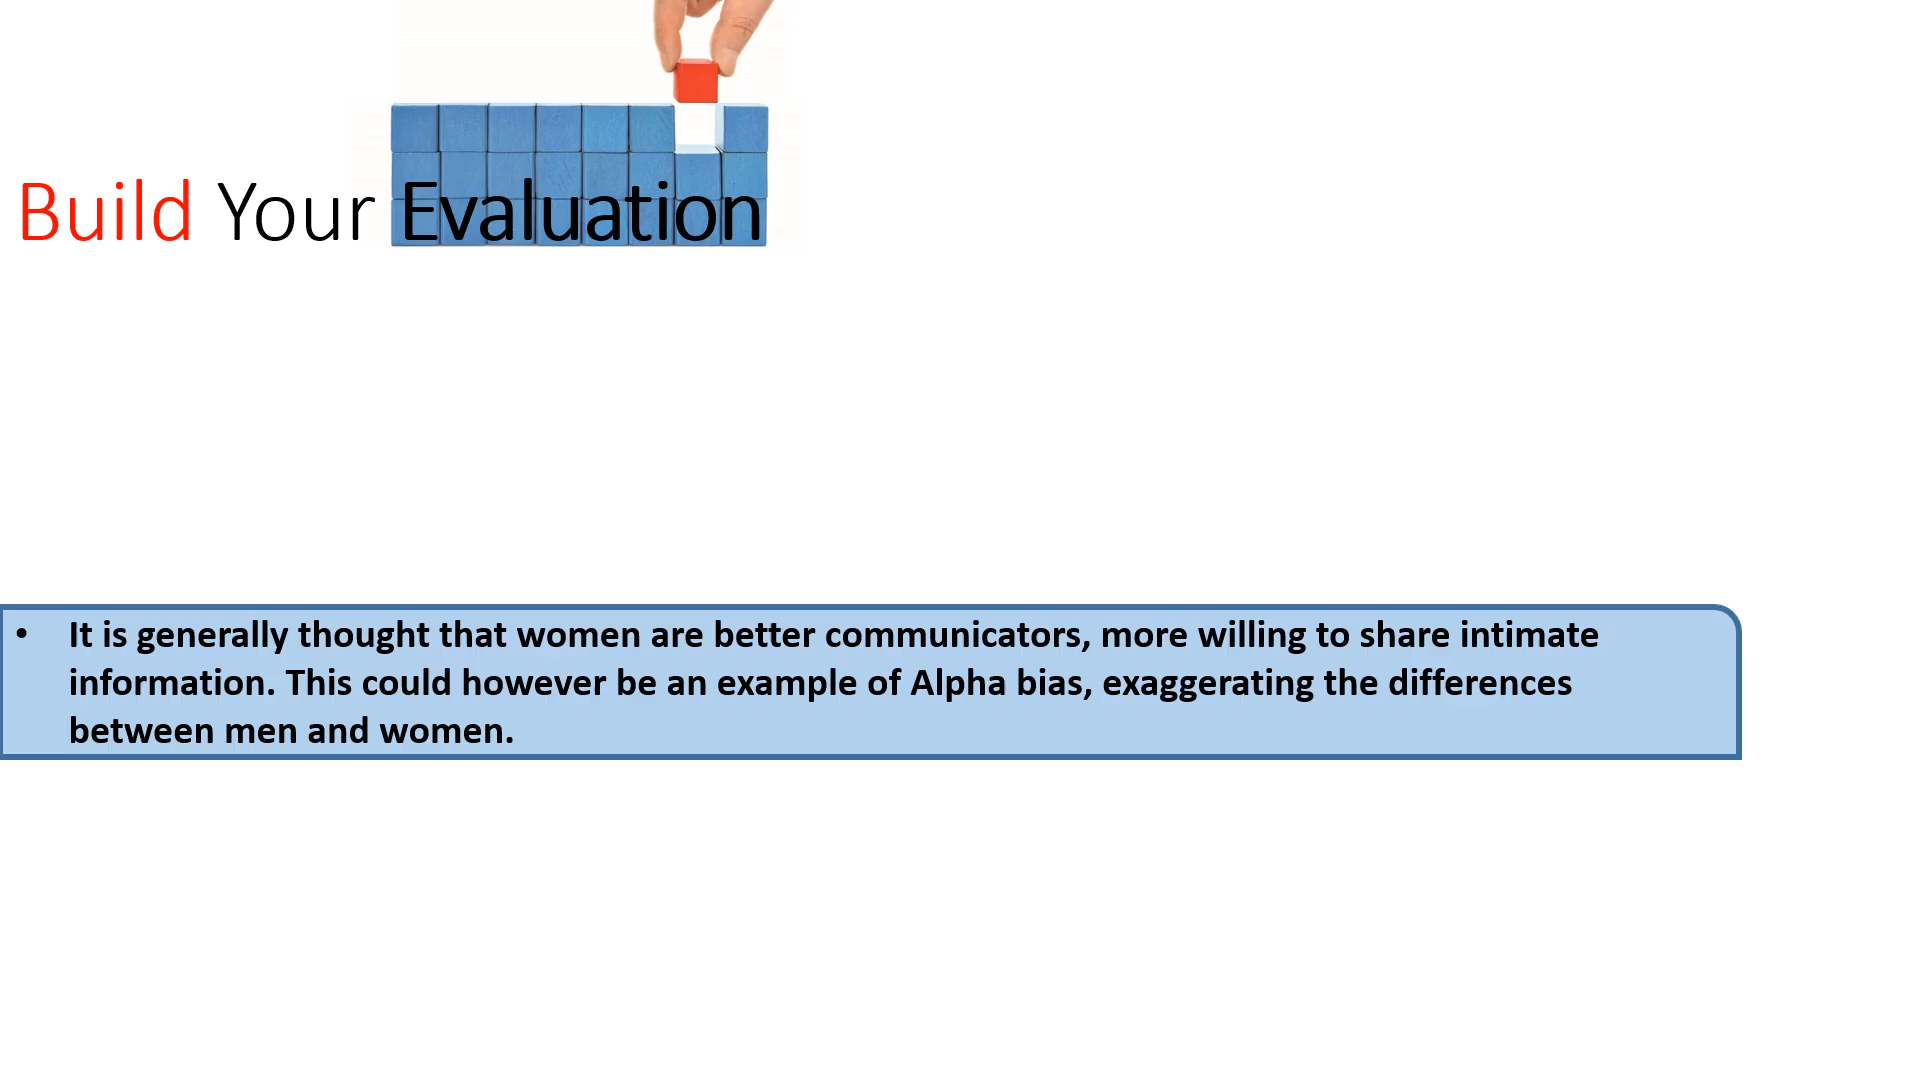 Build Your Evaluation
• It is generally thought that women are better communicators, more willing to share intimate
information. This could however be an example of Alpha bias, exaggerating the differences
between men and women.